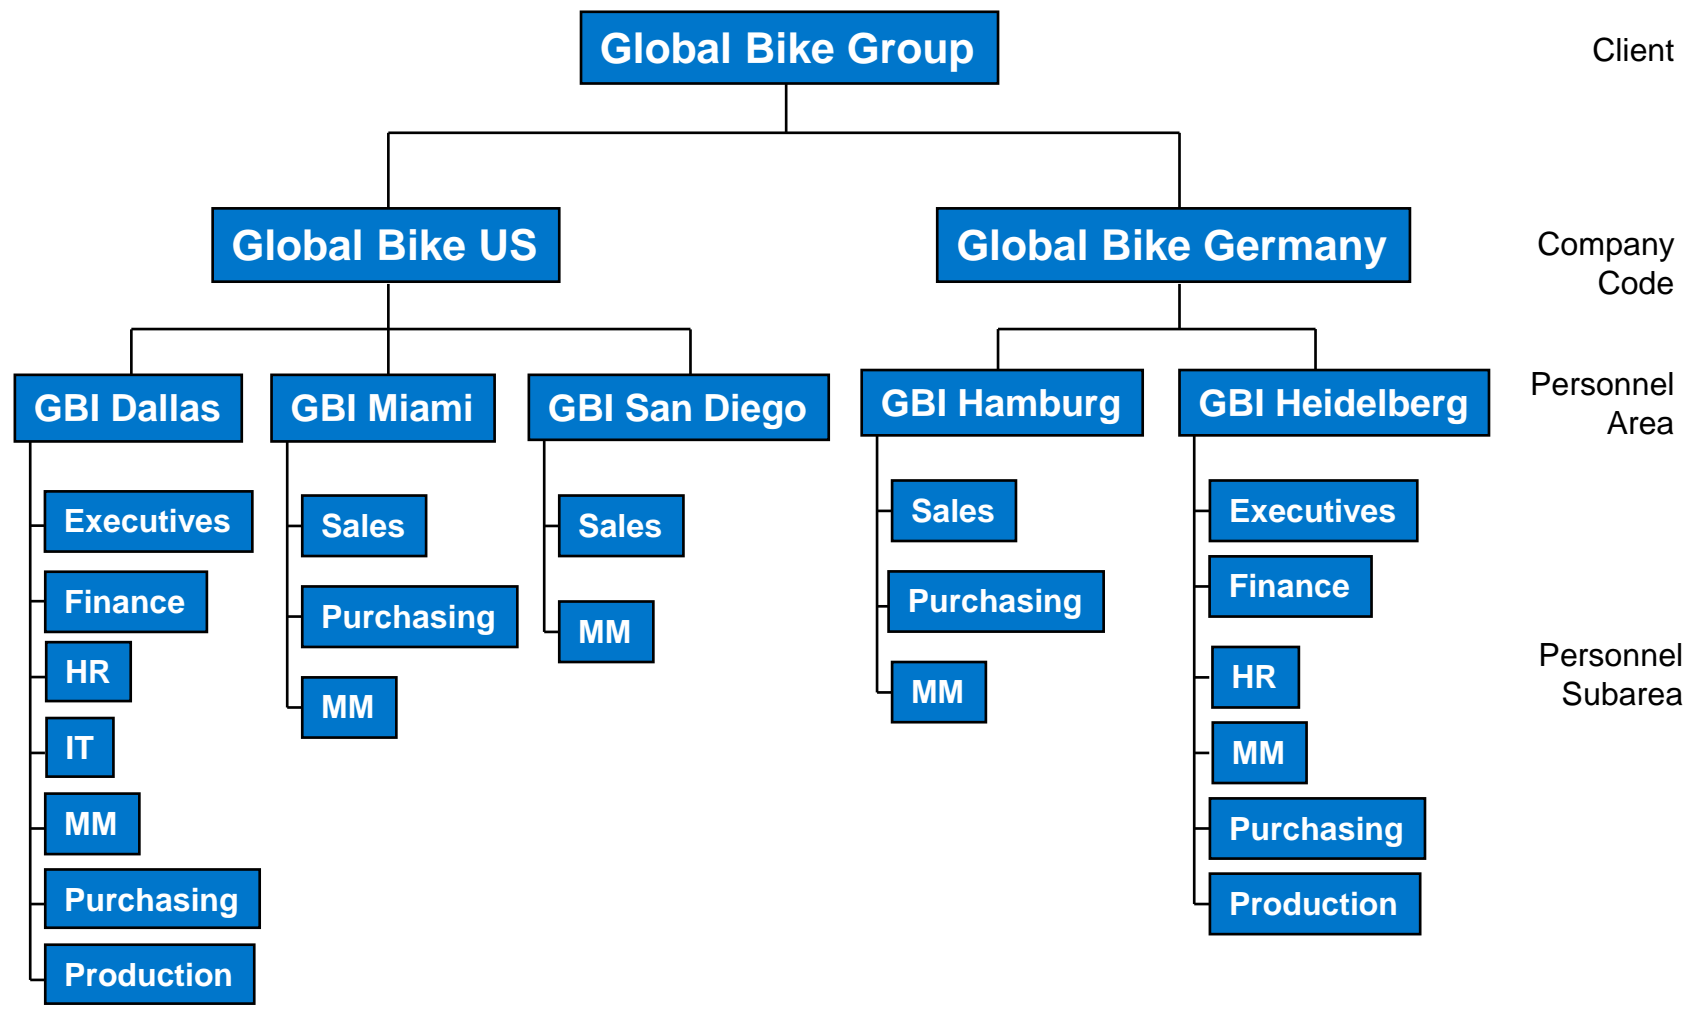 Global Bike Group
Client
Global Bike US
Global Bike Germany
Company
Code
GBI Dallas
GBI Miami
GBI San Diego
GBI Hamburg
GBI Heidelberg
Personnel
Area
Executives
Finance
HR
IT
MM
Purchasing
Production
Sales
Purchasing
MM
Sales
MM
Sales
Purchasing
MM
Executives
Finance
HR
MM
Purchasing
Production
Personnel
Subarea